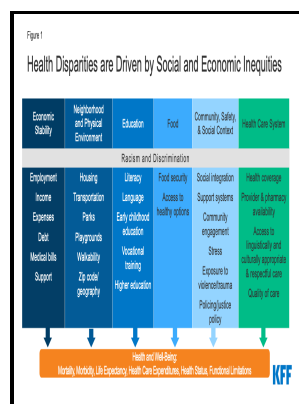 Figure 1
Health Disparities are Driven by Social and Economic Inequities
Economic
Stability
Neighborhood
and Physical
Environment
Education
Food
Community, Safety,
& Social Context
Health Care System
Racism and Discrimination
Employment
Income
Expenses
Debt
Medical bills
Support
Housing
Transportation
Parks
Playgrounds
Walkability
Zip code/
geography
Literacy
Language
Early childhood
education
Vocational
training
Higher education
Food security
Access to
healthy options
Social integration
Support systems
Community
engagement
Stress
Exposure to
violence/trauma
Policing/justice
policy
Health coverage
Provider & pharmacy
availability
Access to
linguistically and
culturally appropriate
& respectful care
Quality of care
Health and Well-Being:
Mortality, Morbidity, Life Expectancy, Health Care Expenditures, Health Status, Functional Limitations
KFF